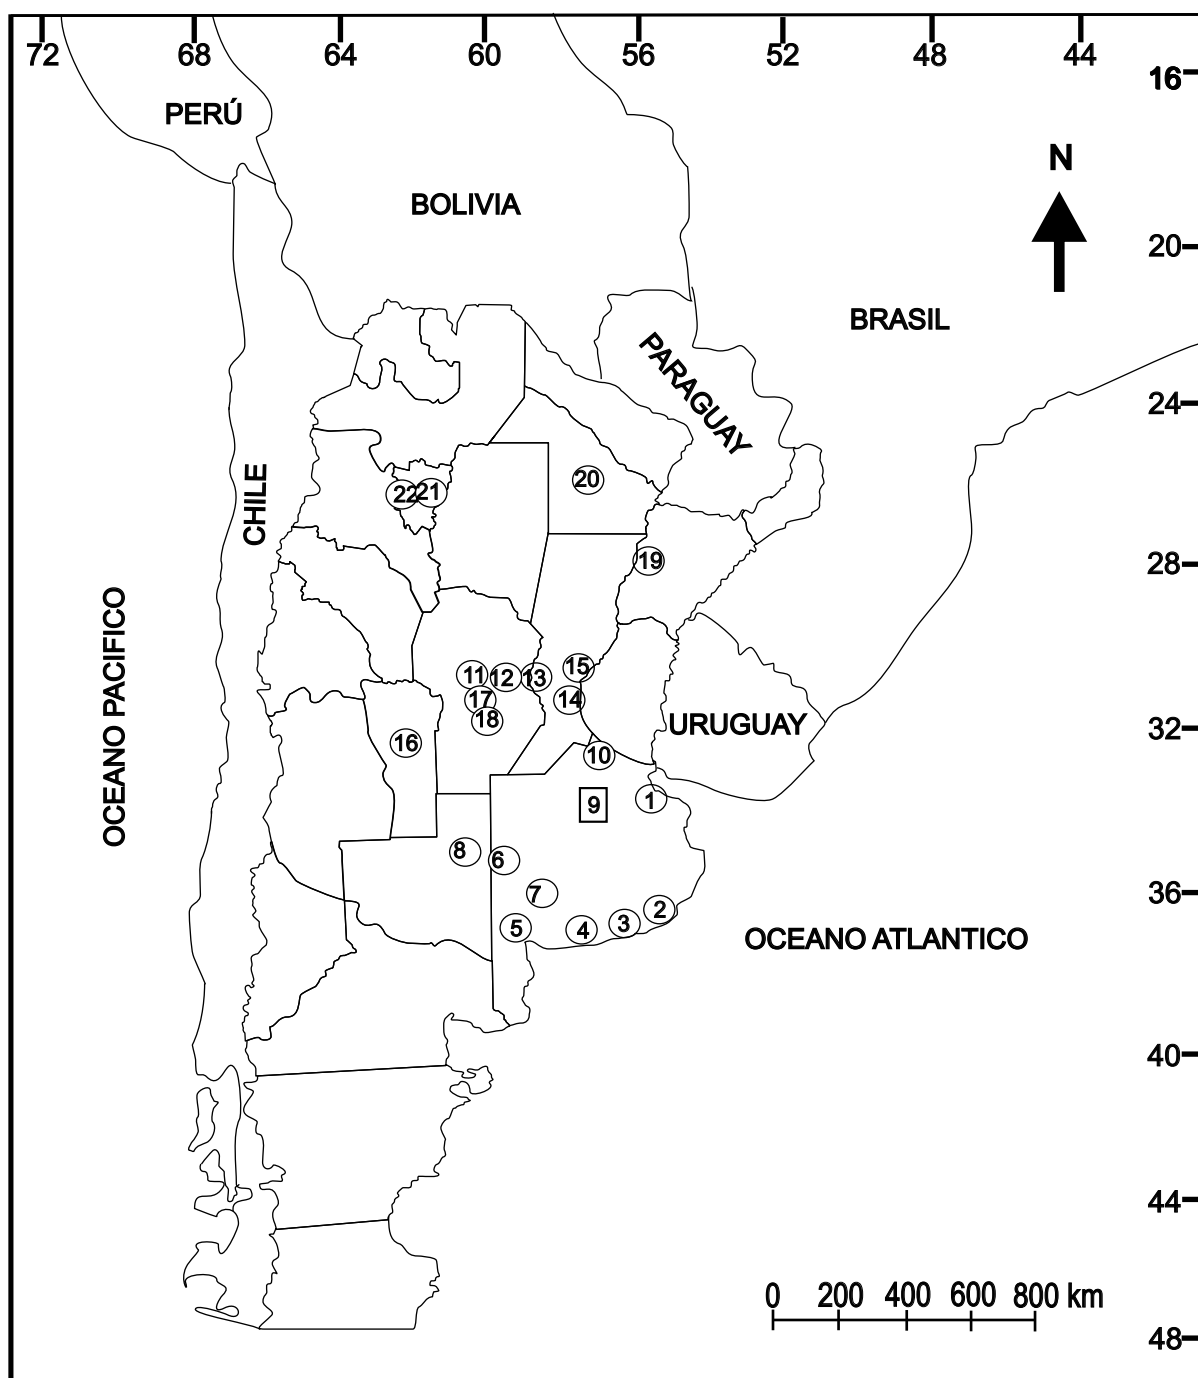 72 68 64 60 56 52 48 44
16
PERÚ
N
BOLIVIA
20
BRASIL
PARAGUAY
24
CHILE
20
22 21
19
28
OCEANO PACIFICO
15
11 12 13
17 14
18
URUGUAY
32
16
10
9 1
8 6
7
36
2
5 4 3
OCEANO ATLANTICO
40
44
0 200 400 600 800 km
48